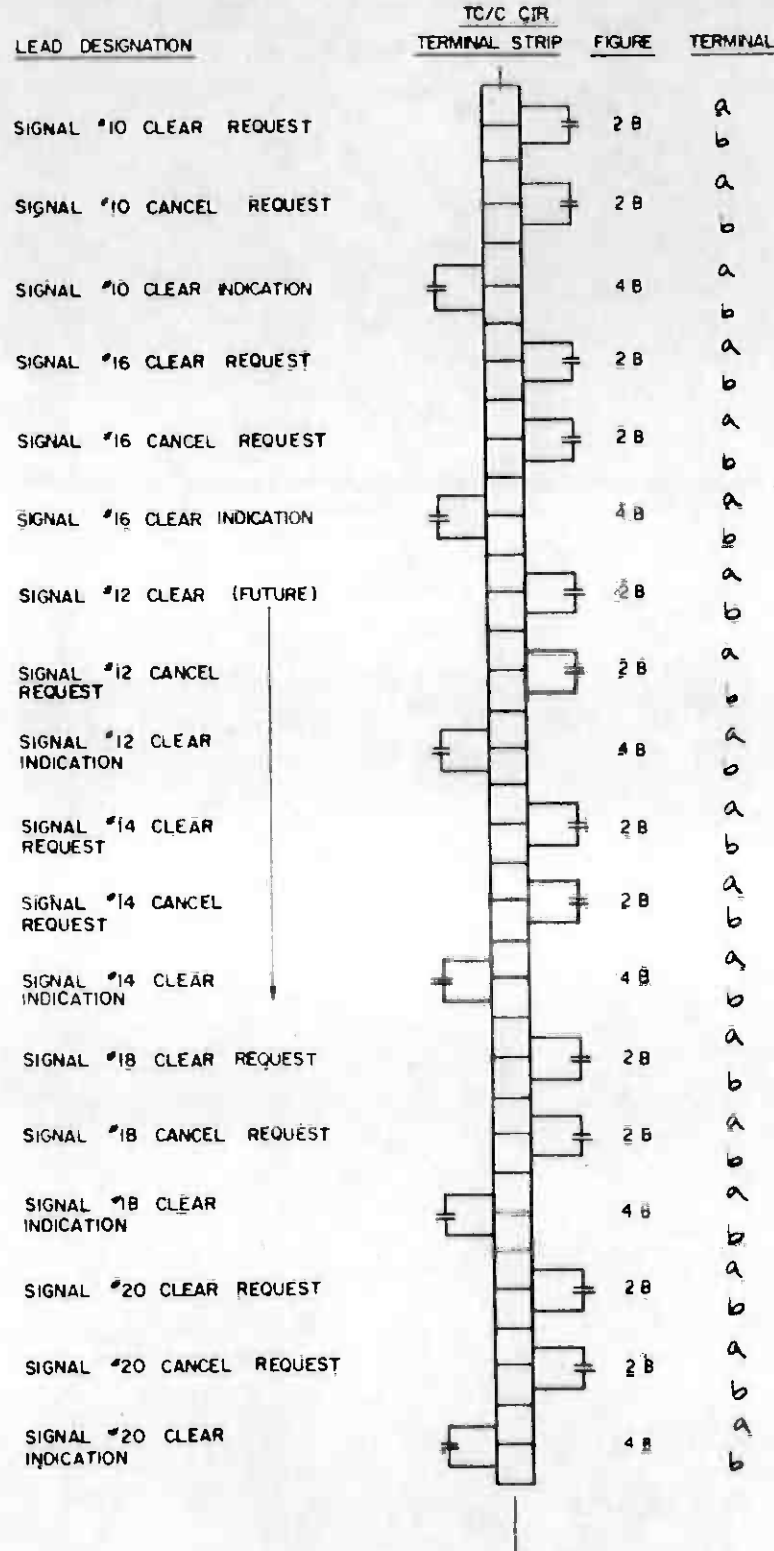 TC/C CIR
LEAD DESIGNATION TERMINAL STRIP FIGURE TERMINAL
a
SIGNAL #10 CLEAR REQUEST 2 B
b
a
SIGNAL #10 CANCEL REQUEST 2 B
b
a
SIGNAL #10 CLEAR INDICATION 4 B
b
a
SIGNAL #16 CLEAR REQUEST 2 B
b
a
SIGNAL #16 CANCEL REQUEST 2 B
b
a
SIGNAL #16 CLEAR INDICATION 4 B
b
a
SIGNAL #12 CLEAR (FUTURE) 2 B
b
a
SIGNAL #12 CANCEL 2 B
REQUEST
b
a
SIGNAL #12 CLEAR 4 B
INDICATION
b
a
SIGNAL #14 CLEAR 2 B
REQUEST
b
a
SIGNAL #14 CANCEL 2 B
REQUEST
b
a
SIGNAL #14 CLEAR 4 B
INDICATION
b
a
SIGNAL #18 CLEAR REQUEST 2 B
b
a
SIGNAL #18 CANCEL REQUEST 2 B
b
a
SIGNAL #18 CLEAR 4 B
INDICATION
b
a
SIGNAL #20 CLEAR REQUEST 2 B
b
a
SIGNAL #20 CANCEL REQUEST 2 B
b
a
SIGNAL #20 CLEAR 4 B
INDICATION
b